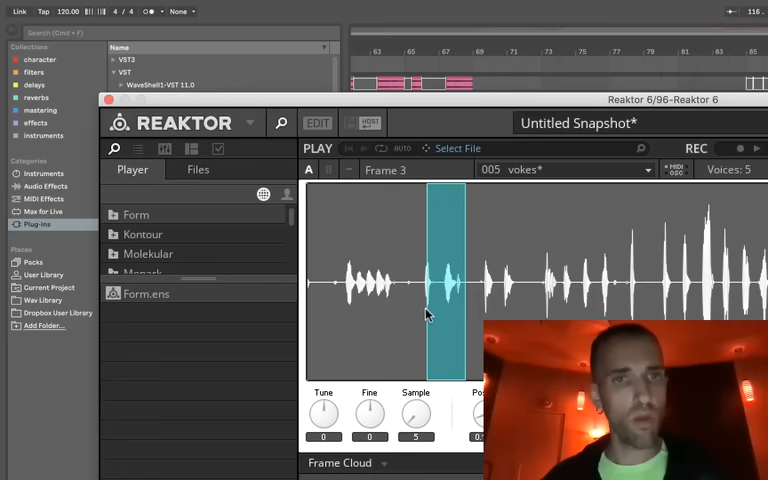 Link Tap 120.00 4 / 4 None 116 .
Search (Cmd + F)
Collections
Name
63 65 67 69 71 73 75 77 79 81 83 85
character
VST3
filters
VST
delays
WaveShell1-VST 11.0
reverbs
Reaktor 6/96-Reaktor 6
mastering
effects
REAKTOR EDIT HOST Untitled Snapshot*
instruments
PLAY AUTO Select File REC
Categories
Player Files A B Frame 3 005 vokes* MIDI OSC Voices: 5
Instruments
Audio Effects
MIDI Effects
Max for Live
Form
Plug-Ins
Kontour
Places
Molekular
Packs
Monark
User Library
Current Project
Form.ens
Wav Library
Dropbox User Library
Add Folder...
Tune Fine Sample
0 0 5
Frame Cloud